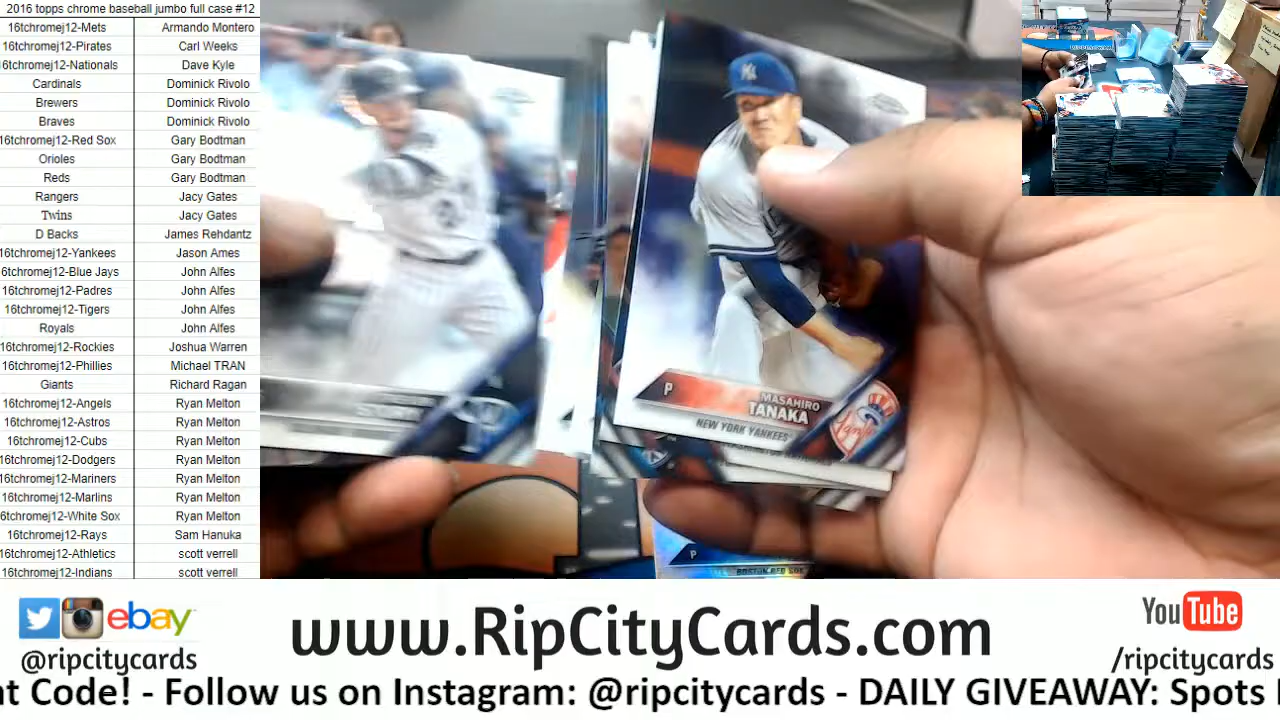 2016 topps chrome baseball jumbo full case #12
16tchromej12-Mets Armando Montero
16tchromej12-Pirates Carl Weeks
16tchromej12-Nationals Dave Kyle
Cardinals Dominick Rivolo
Brewers Dominick Rivolo
Braves Dominick Rivolo
16tchromej12-Red Sox Gary Bodtman
Orioles Gary Bodtman
Reds Gary Bodtman
Rangers Jacy Gates
Twins Jacy Gates
D Backs James Rehdantz
16tchromej12-Yankees Jason Ames
16tchromej12-Blue Jays John Alfes
16tchromej12-Padres John Alfes
16tchromej12-Tigers John Alfes
Royals John Alfes
16tchromej12-Rockies Joshua Warren
16tchromej12-Phillies Michael TRAN
Giants Richard Ragan
16tchromej12-Angels Ryan Melton
16tchromej12-Astros Ryan Melton
16tchromej12-Cubs Ryan Melton
16tchromej12-Dodgers Ryan Melton
16tchromej12-Mariners Ryan Melton
16tchromej12-Marlins Ryan Melton
16tchromej12-White Sox Ryan Melton
16tchromej12-Rays Sam Hanuka
16tchromej12-Athletics scott verrell
16tchromej12-Indians scott verrell
NY
P
MASAHIRO
TANAKA
NEW YORK YANKEES
P
BOSTON RED SOX
ebay
@ripcitycards
www.RipCityCards.com
YouTube
/ripcitycards
nt Code! - Follow us on Instagram: @ripcitycards - DAILY GIVEAWAY: Spots